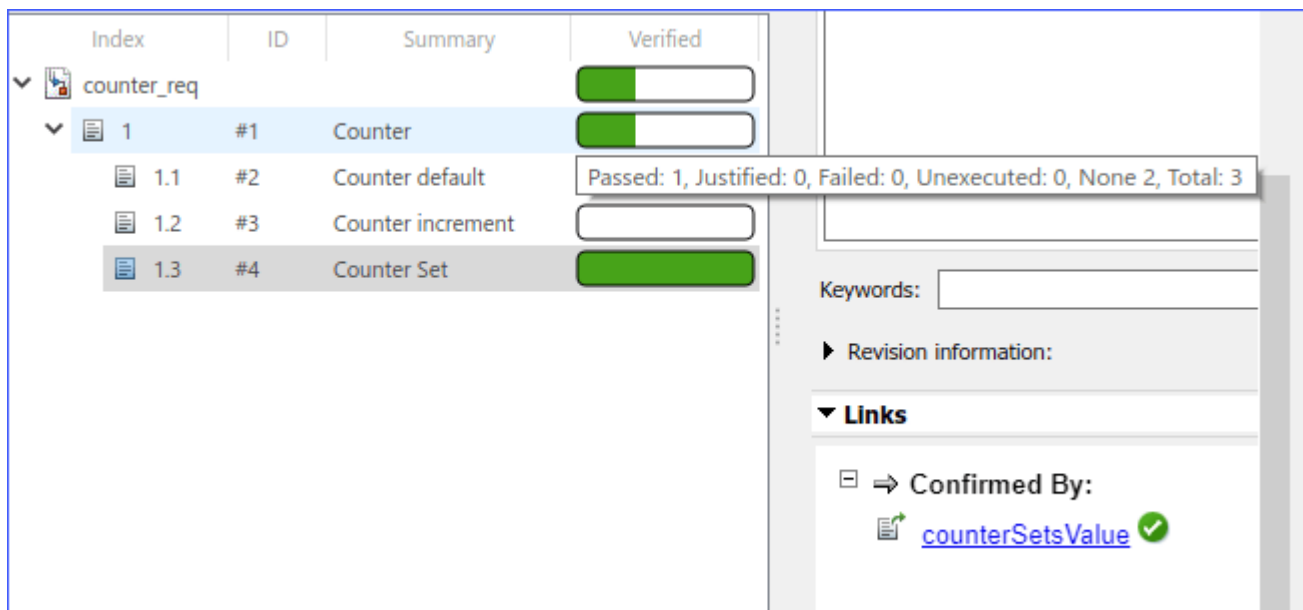 Index ID Summary Verified
counter_req
1 #1 Counter
1.1 #2 Counter default
Passed: 1, Justified: 0, Failed: 0, Unexecuted: 0, None 2, Total: 3
1.2 #3 Counter increment
1.3 #4 Counter Set
Keywords:
Revision information:
Links
Confirmed By:
counterSetsValue